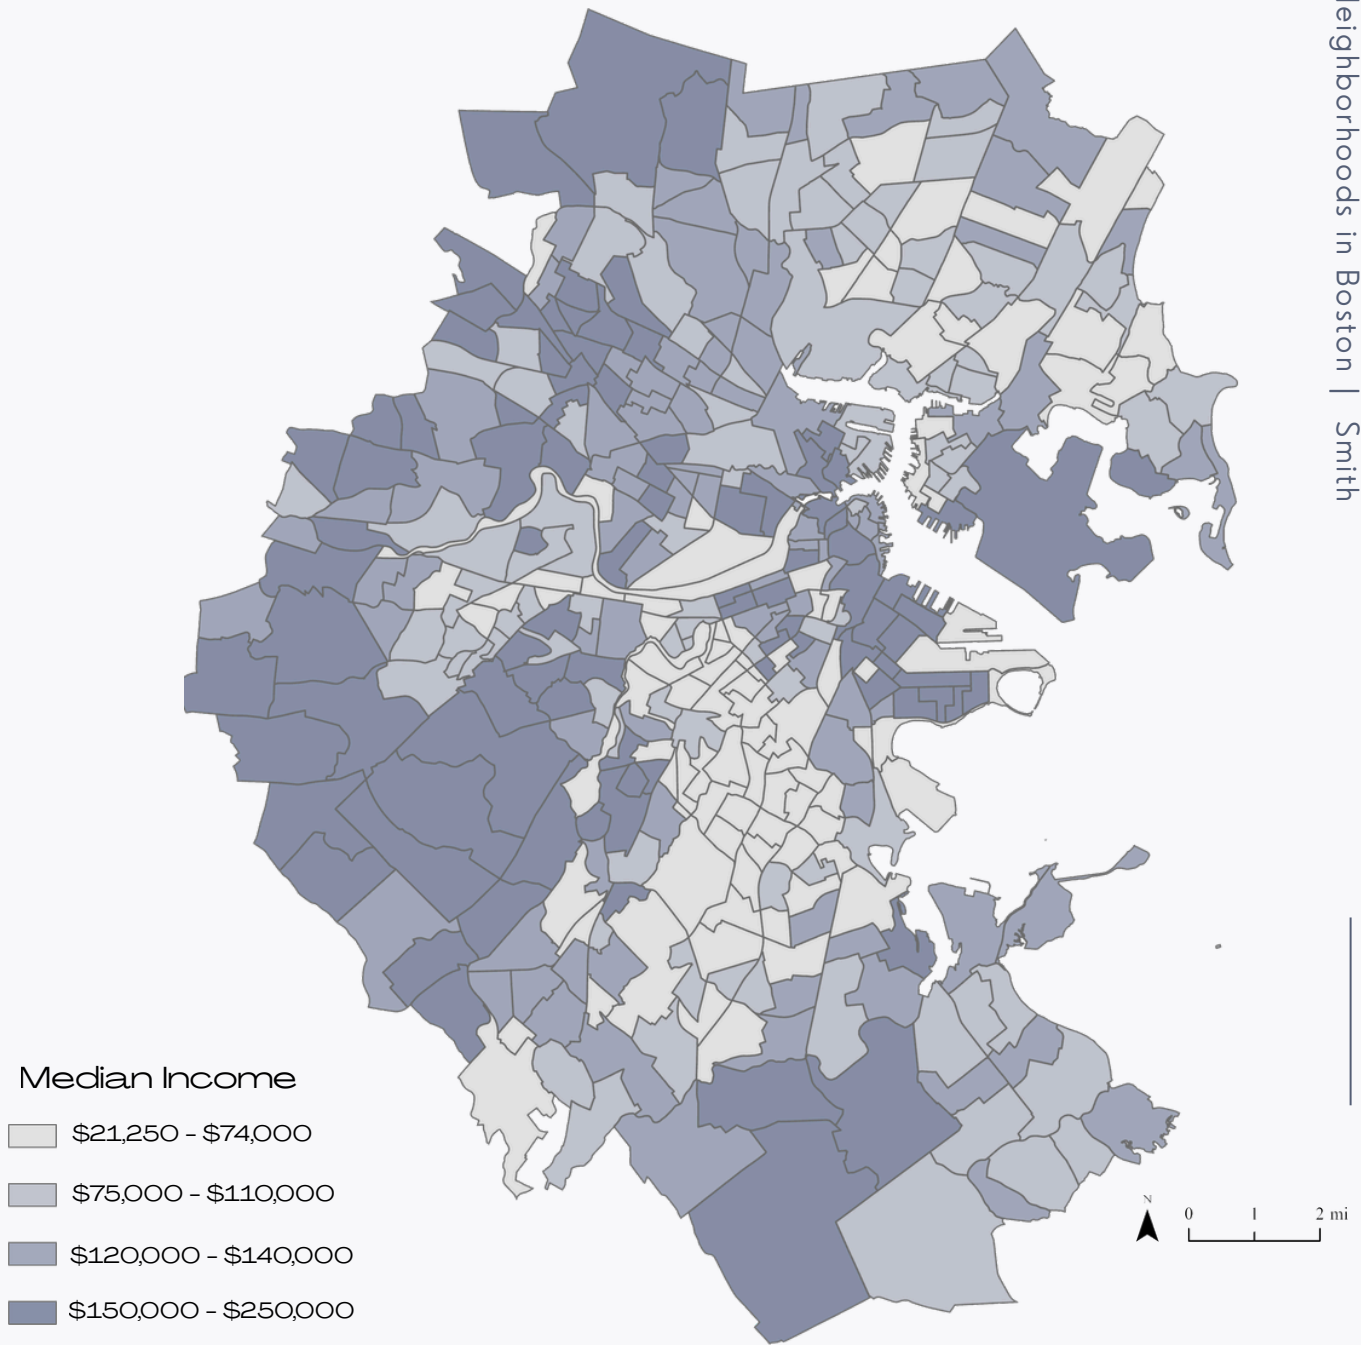 eighborhoods in Boston | Smith
Median Income
$21,250 - $74,000
$75,000 - $110,000
$120,000 - $140,000
$150,000 - $250,000
N
0 1 2 mi